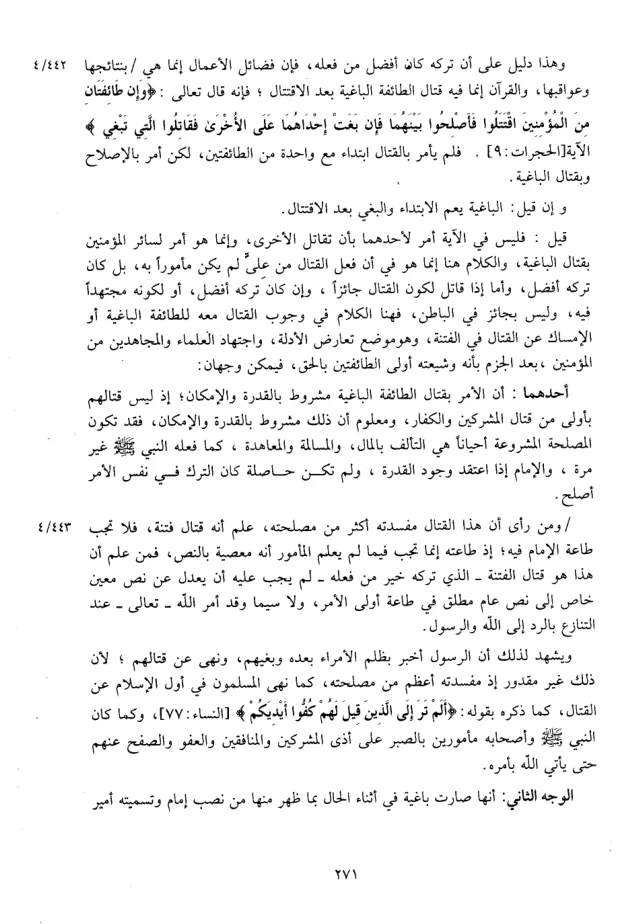 ٤/٤٤٢ وهذا دليل على أن تركه كان أفضل من فعله، فإن فضائل الأعمال إنما هي / بنتائجها
وعواقبها، والقرآن إنما فيه قتال الطائفة الباغية بعد الاقتتال ؛ فإنه قال تعالى : ﴿وَإِن طَائِفَتَان
مِنَ الْمُؤْمِنِينَ اقْتَتَلُوا فَأَصْلِحُوا بَيْنَهُمَا فَإِن بَغَتْ إِحْدَاهُمَا عَلَى الأُخْرَىٰ فَقَاتِلُوا الَّتِي تَبْغِي ﴾
الآية[الحجرات:٩] . فلم يأمر بالقتال ابتداء مع واحدة من الطائفتين، لكن أمر بالإصلاح
وبقتال الباغية.
و إن قيل: الباغية يعم الابتداء والبغي بعد الاقتتال.
قيل : فليس في الآية أمر لأحدهما بأن تقاتل الأخرى، وإنما هو أمر لسائر المؤمنين
بقتال الباغية، والكلام هنا إنما هو في أن فعل القتال من علىٍّ لم يكن مأموراً به، بل كان
تركه أفضل، وأما إذا قاتل لكون القتال جائزاً ، وإن كان تركه أفضل، أو لكونه مجتهداً
فيه، وليس بجائز في الباطن، فهنا الكلام في وجوب القتال معه للطائفة الباغية أو
الإمساك عن القتال في الفتنة، وهوموضع تعارض الأدلة، واجتهاد العلماء والمجاهدين من
المؤمنين ،بعد الجزم بأنه وشيعته أولى الطائفتين بالحق، فيمكن وجهان:
أحدهما : أن الأمر بقتال الطائفة الباغية مشروط بالقدرة والإمكان؛ إذ ليس قتالهم
بأولى من قتال المشركين والكفار، ومعلوم أن ذلك مشروط بالقدرة والإمكان، فقد تكون
المصلحة المشروعة أحياناً هي التألف بالمال، والمسالمة والمعاهدة ، كما فعله النبي ﷺ غير
مرة ، والإمام إذا اعتقد وجود القدرة ، ولم تكن حاصلة كان الترك في نفس الأمر
أصلح.
٤/٤٤٣ /ومن رأى أن هذا القتال مفسدته أكثر من مصلحته، علم أنه قتال فتنة، فلا تجب
طاعة الإمام فيه؛ إذ طاعته إنما تجب فيما لم يعلم المأمور أنه معصية بالنص، فمن علم أن
هذا هو قتال الفتنة ـ الذي تركه خير من فعله ـ لم يجب عليه أن يعدل عن نص معين
خاص إلى نص عام مطلق في طاعة أولى الأمر، ولا سيما وقد أمر اللّه ـ تعالى ـ عند
التنازع بالرد إلى اللّه والرسول.
ويشهد لذلك أن الرسول أخبر بظلم الأمراء بعده وبغيهم، ونهى عن قتالهم ؛ لأن
ذلك غير مقدور إذ مفسدته أعظم من مصلحته، كما نهى المسلمون في أول الإسلام عن
القتال، كما ذكره بقوله: ﴿أَلَمْ تَرَ إِلَى الَّذِينَ قِيلَ لَهُمْ كُفُّوا أَيْدِيَكُمْ ﴾ [النساء:٧٧]، وكما كان
النبي ﷺ وأصحابه مأمورين بالصبر على أذى المشركين والمنافقين والعفو والصفح عنهم
حتى يأتي اللّه بأمره.
الوجه الثاني: أنها صارت باغية في أثناء الحال بما ظهر منها من نصب إمام وتسميته أمير
٢٧١